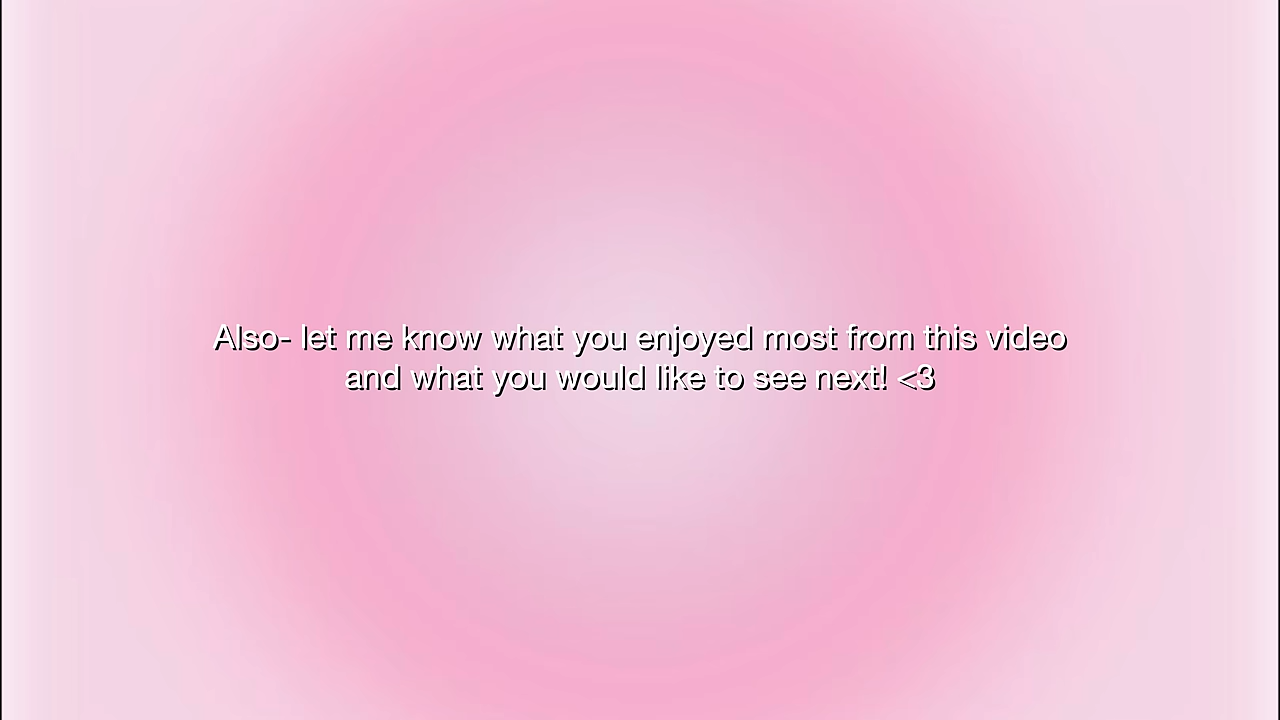 Also- let me know what you enjoyed most from this video
and what you would like to see next! <3